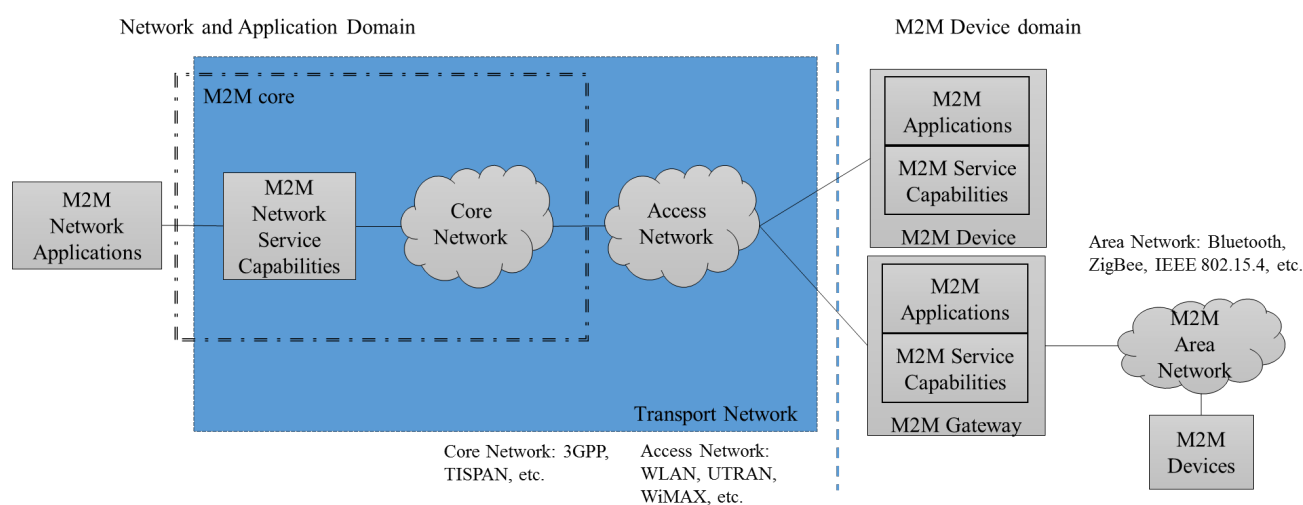 Network and Application Domain
M2M Device domain
M2M core
M2M
Network
Applications
M2M
Network
Service
Capabilities
Core
Network
Access
Network
Transport Network
Core Network: 3GPP,
TISPAN, etc.
Access Network:
WLAN, UTRAN,
WiMAX, etc.
M2M
Applications
M2M Service
Capabilities
M2M Device
M2M
Applications
M2M Service
Capabilities
M2M Gateway
Area Network: Bluetooth,
ZigBee, IEEE 802.15.4, etc.
M2M
Area
Network
M2M
Devices